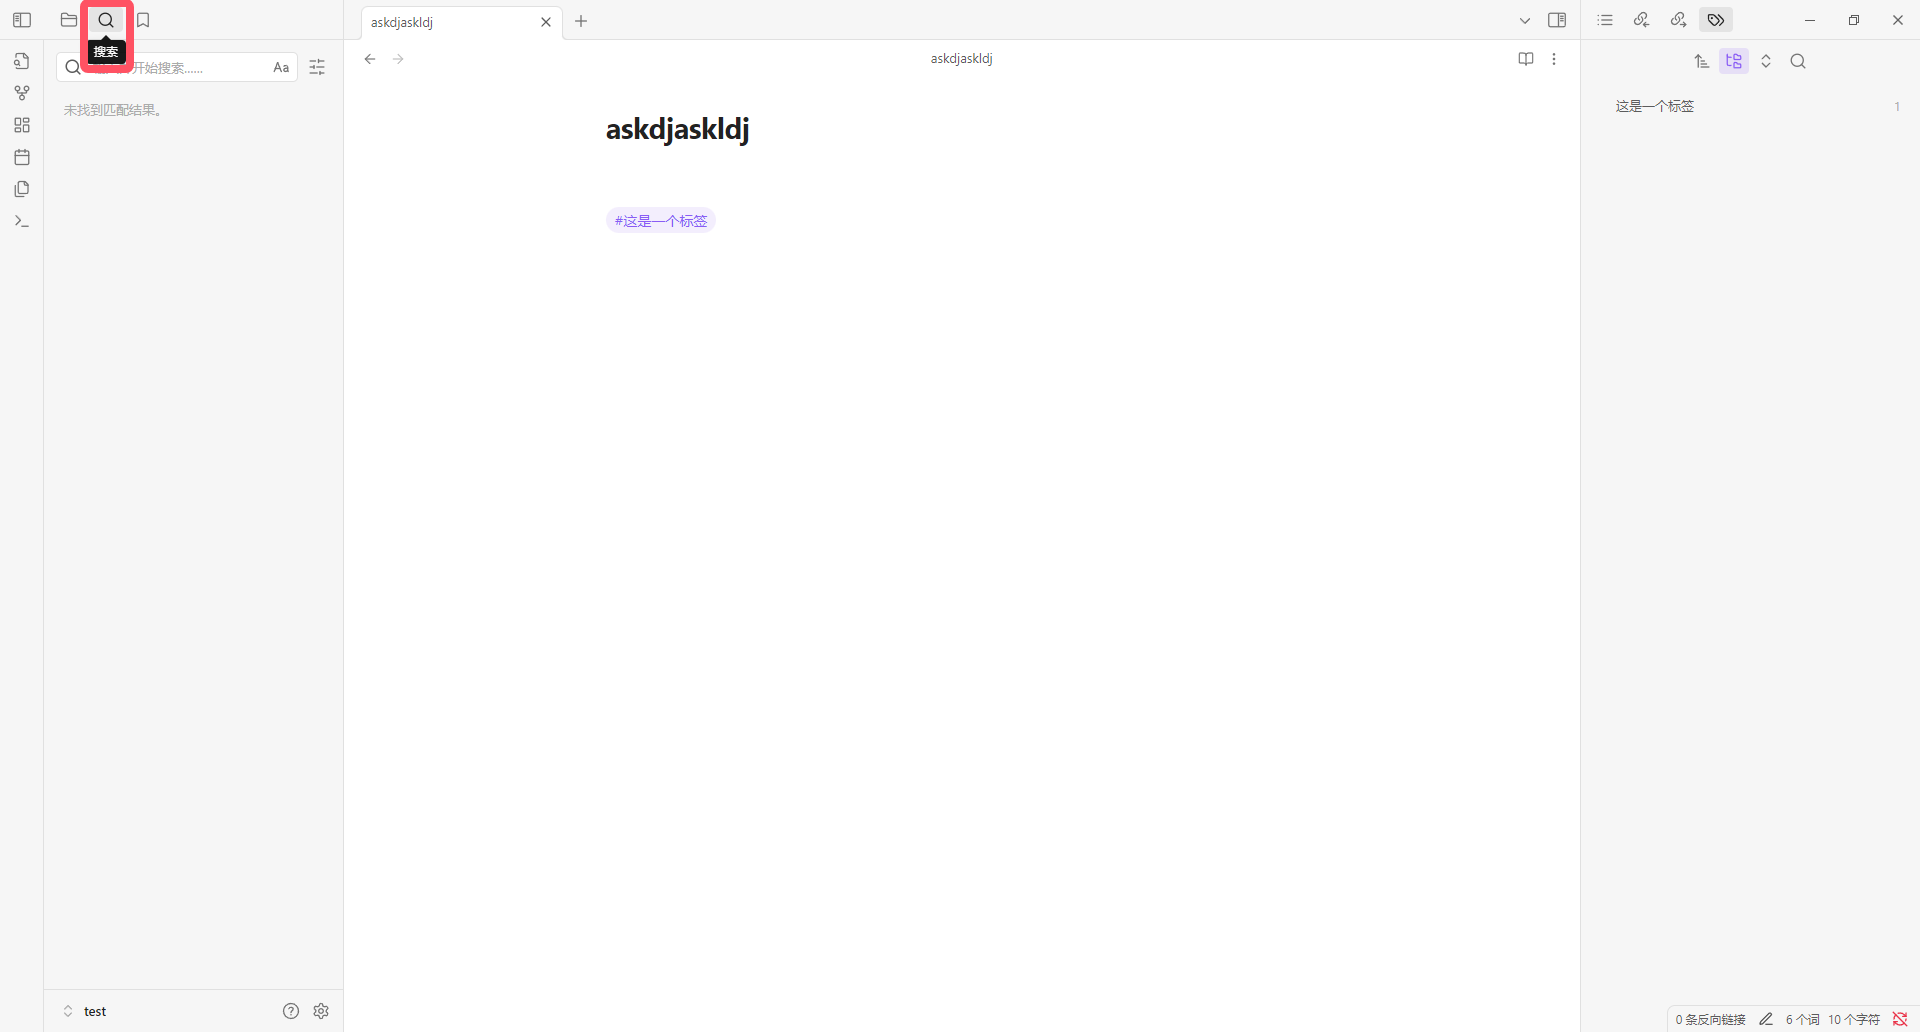 askdjaskldj
搜索
开始搜索......
Aa
未找到匹配结果。
askdjaskldj
askdjaskldj
#这是一个标签
这是一个标签
1
test
0 条反向链接
6 个词
10 个字符